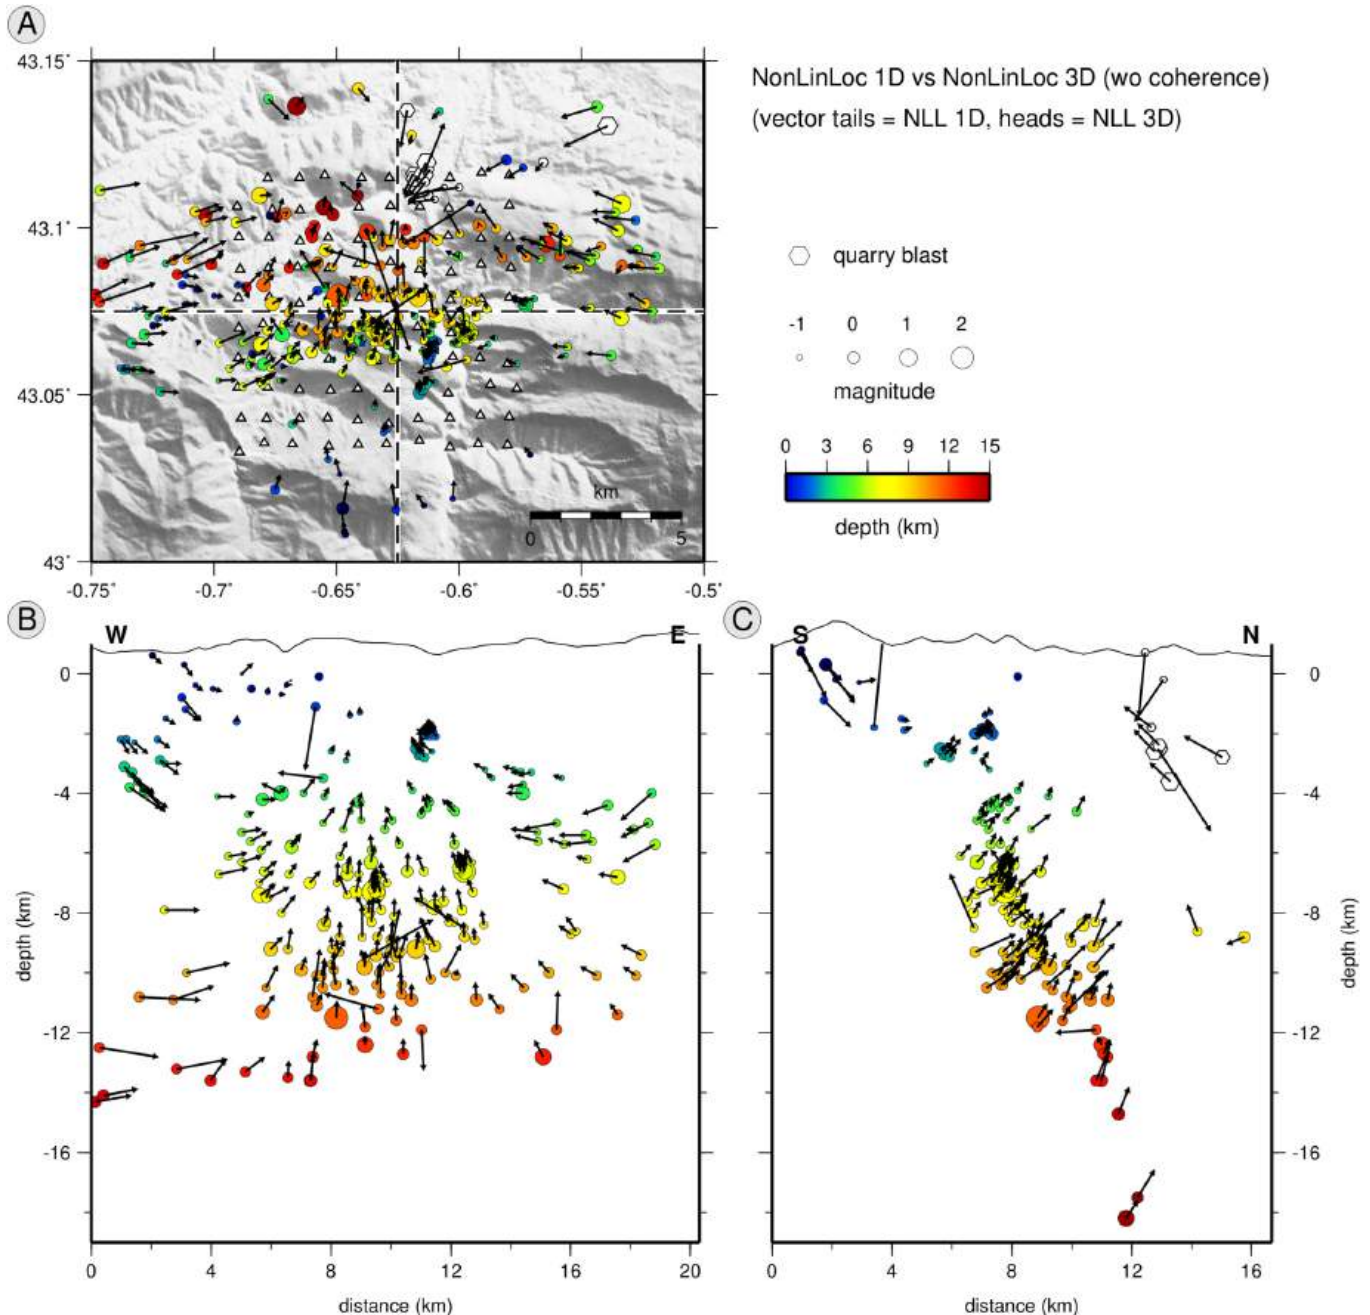 A
43.15°
43.1°
43.05°
43°
-0.75°
-0.7°
-0.65°
-0.6°
-0.55°
-0.5°
km
0
5
NonLinLoc 1D vs NonLinLoc 3D (wo coherence)
(vector tails = NLL 1D, heads = NLL 3D)
quarry blast
-1 0 1 2
magnitude
0 3 6 9 12 15
depth (km)
B
W
E
0
-4
-8
-12
-16
depth (km)
0 4 8 12 16 20
distance (km)
C
S
N
0
-4
-8
-12
-16
depth (km)
0 4 8 12 16
distance (km)